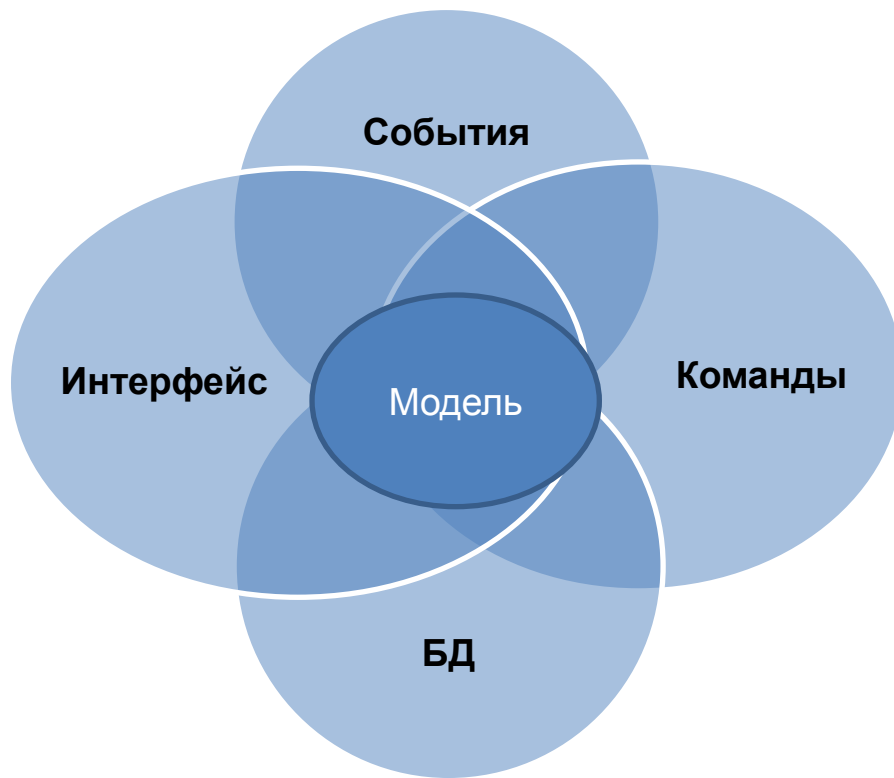 События
Интерфейс
Модель
Команды
БД